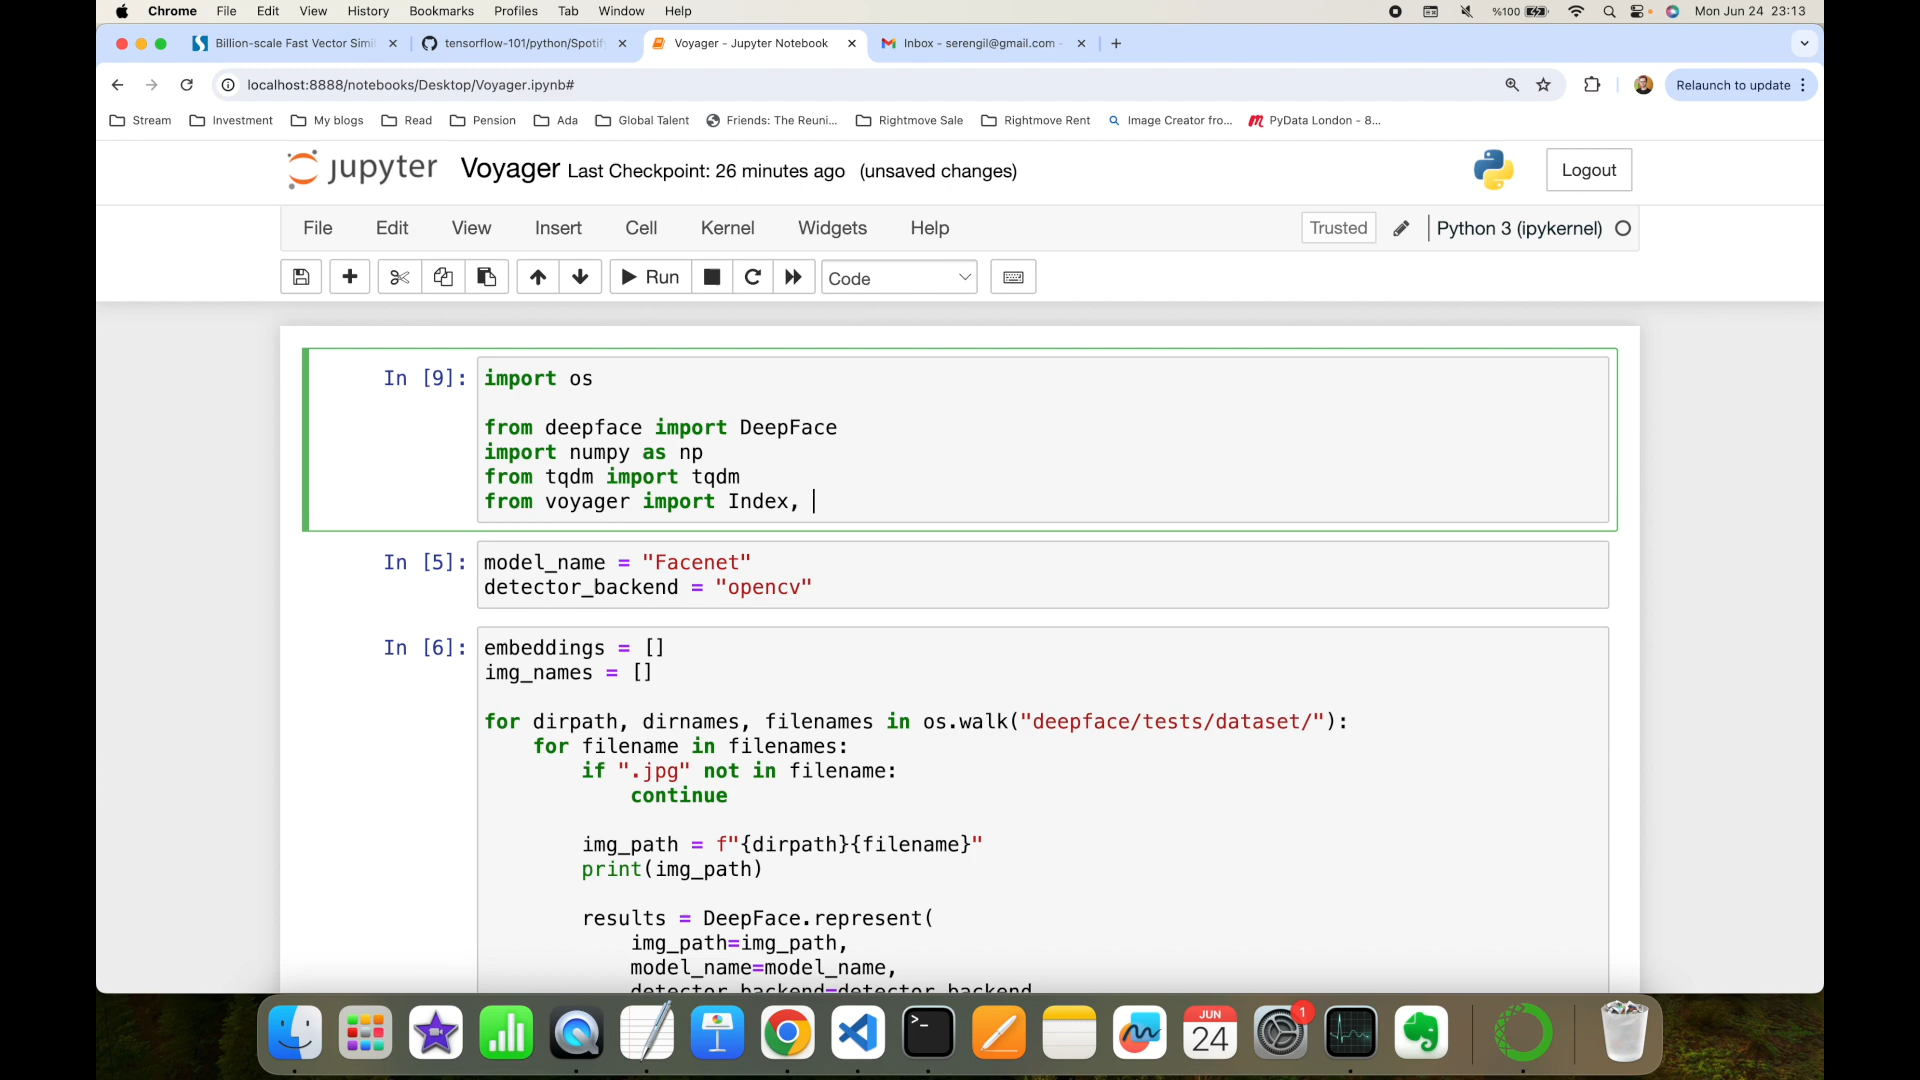 Chrome File Edit View History Bookmarks Profiles Tab Window Help %100 Mon Jun 24 23:13
Billion-scale Fast Vector Simil tensorflow-101/python/Spotify Voyager - Jupyter Notebook Inbox - serengil@gmail.com -
localhost:8888/notebooks/Desktop/Voyager.ipynb# Relaunch to update
Stream Investment My blogs Read Pension Ada Global Talent Friends: The Reuni... Rightmove Sale Rightmove Rent Image Creator fro... PyData London - 8...
jupyter Voyager Last Checkpoint: 26 minutes ago (unsaved changes) Logout
File Edit View Insert Cell Kernel Widgets Help Trusted Python 3 (ipykernel)
Run Code
In [9]: import os
from deepface import DeepFace
import numpy as np
from tqdm import tqdm
from voyager import Index,
In [5]: model_name = "Facenet"
detector_backend = "opencv"
In [6]: embeddings = []
img_names = []
for dirpath, dirnames, filenames in os.walk("deepface/tests/dataset/"):
for filename in filenames:
if ".jpg" not in filename:
continue
img_path = f"{dirpath}{filename}"
print(img_path)
results = DeepFace.represent(
img_path=img_path,
model_name=model_name,
detector_backend=detector_backend
JUN
24
1